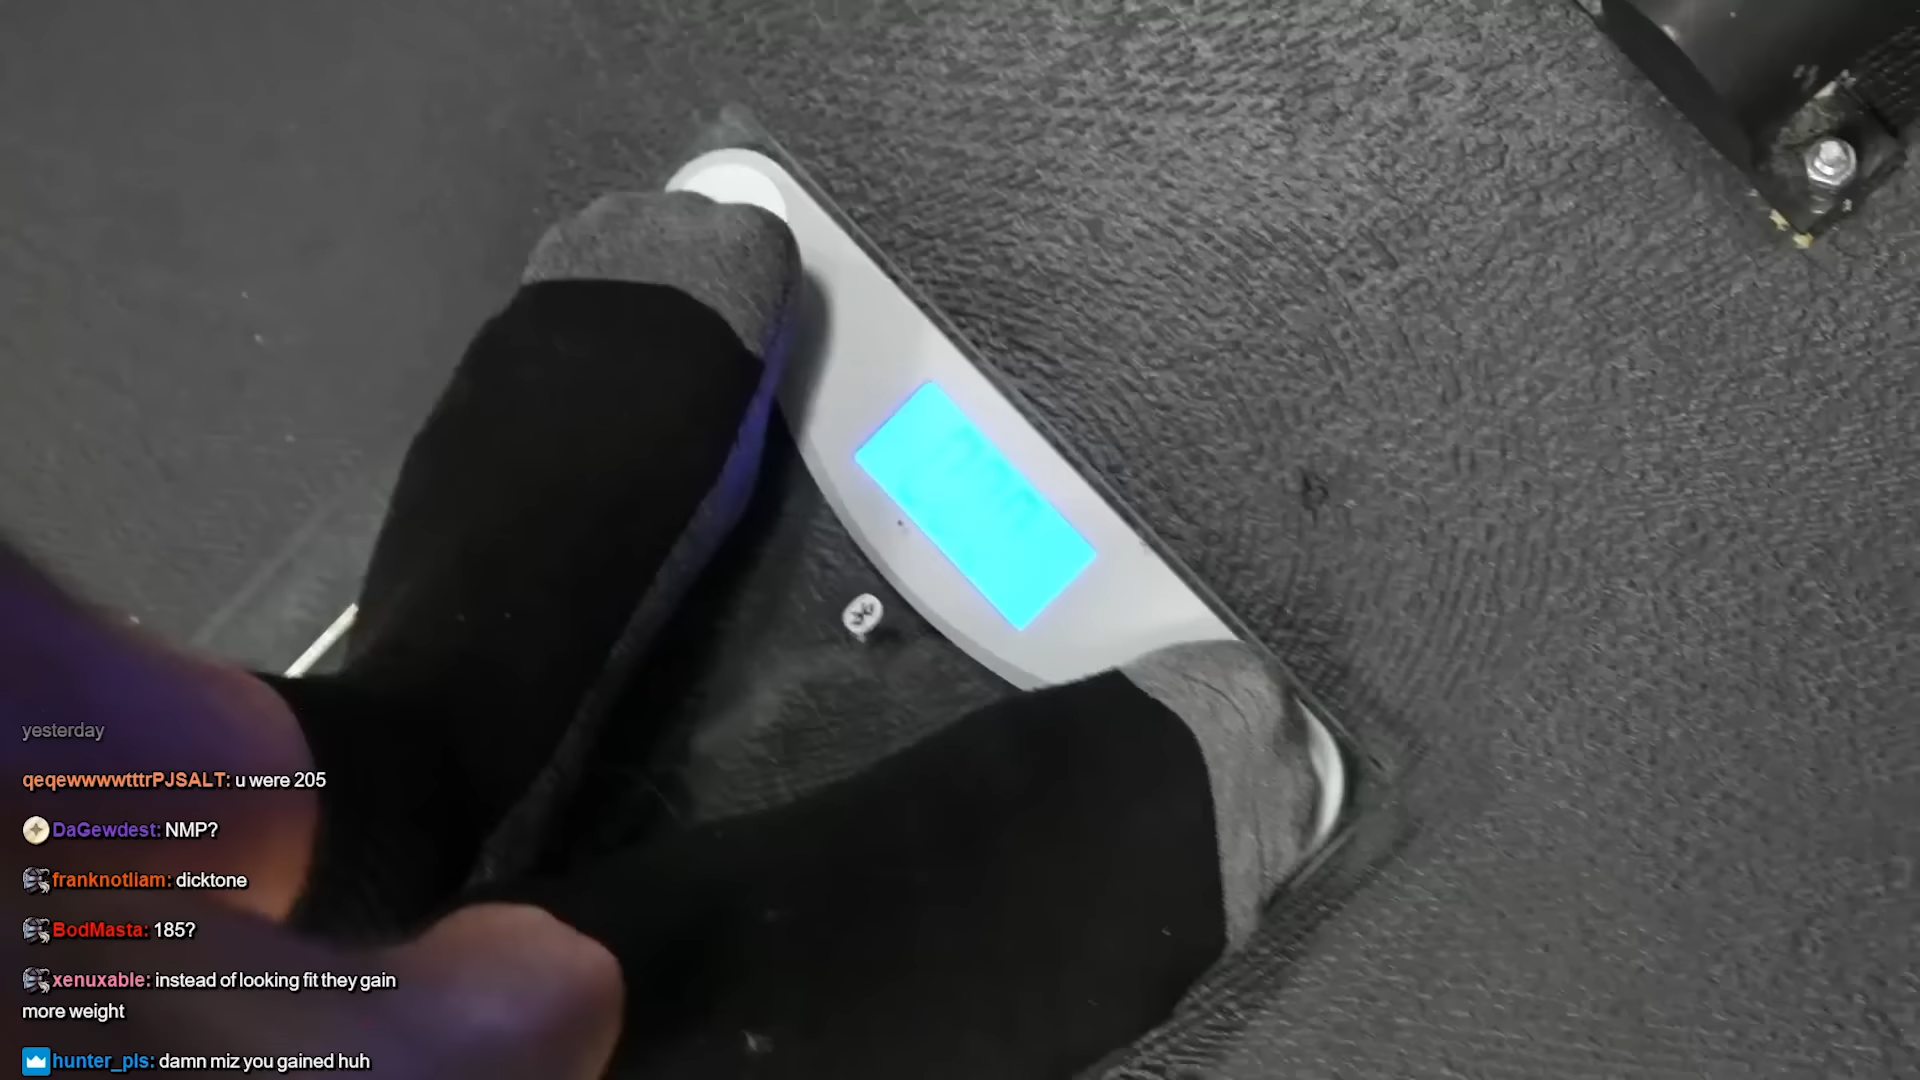 yesterday
qeqewwwwtttrPJSALT: u were 205
DaGewdest: NMP?
franknotliam: dicktone
BodMasta: 185?
xenuxable: instead of looking fit they gain
more weight
hunter_pls: damn miz you gained huh